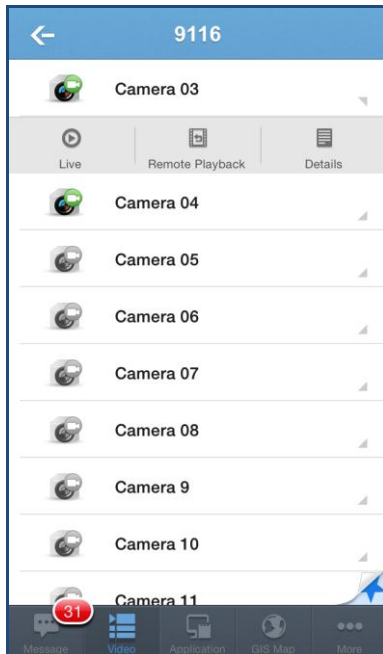 9116
Camera 03
Live Remote Playback Details
Camera 04
Camera 05
Camera 06
Camera 07
Camera 08
Camera 9
Camera 10
Camera 11
31
Message Video Application GIS Map More